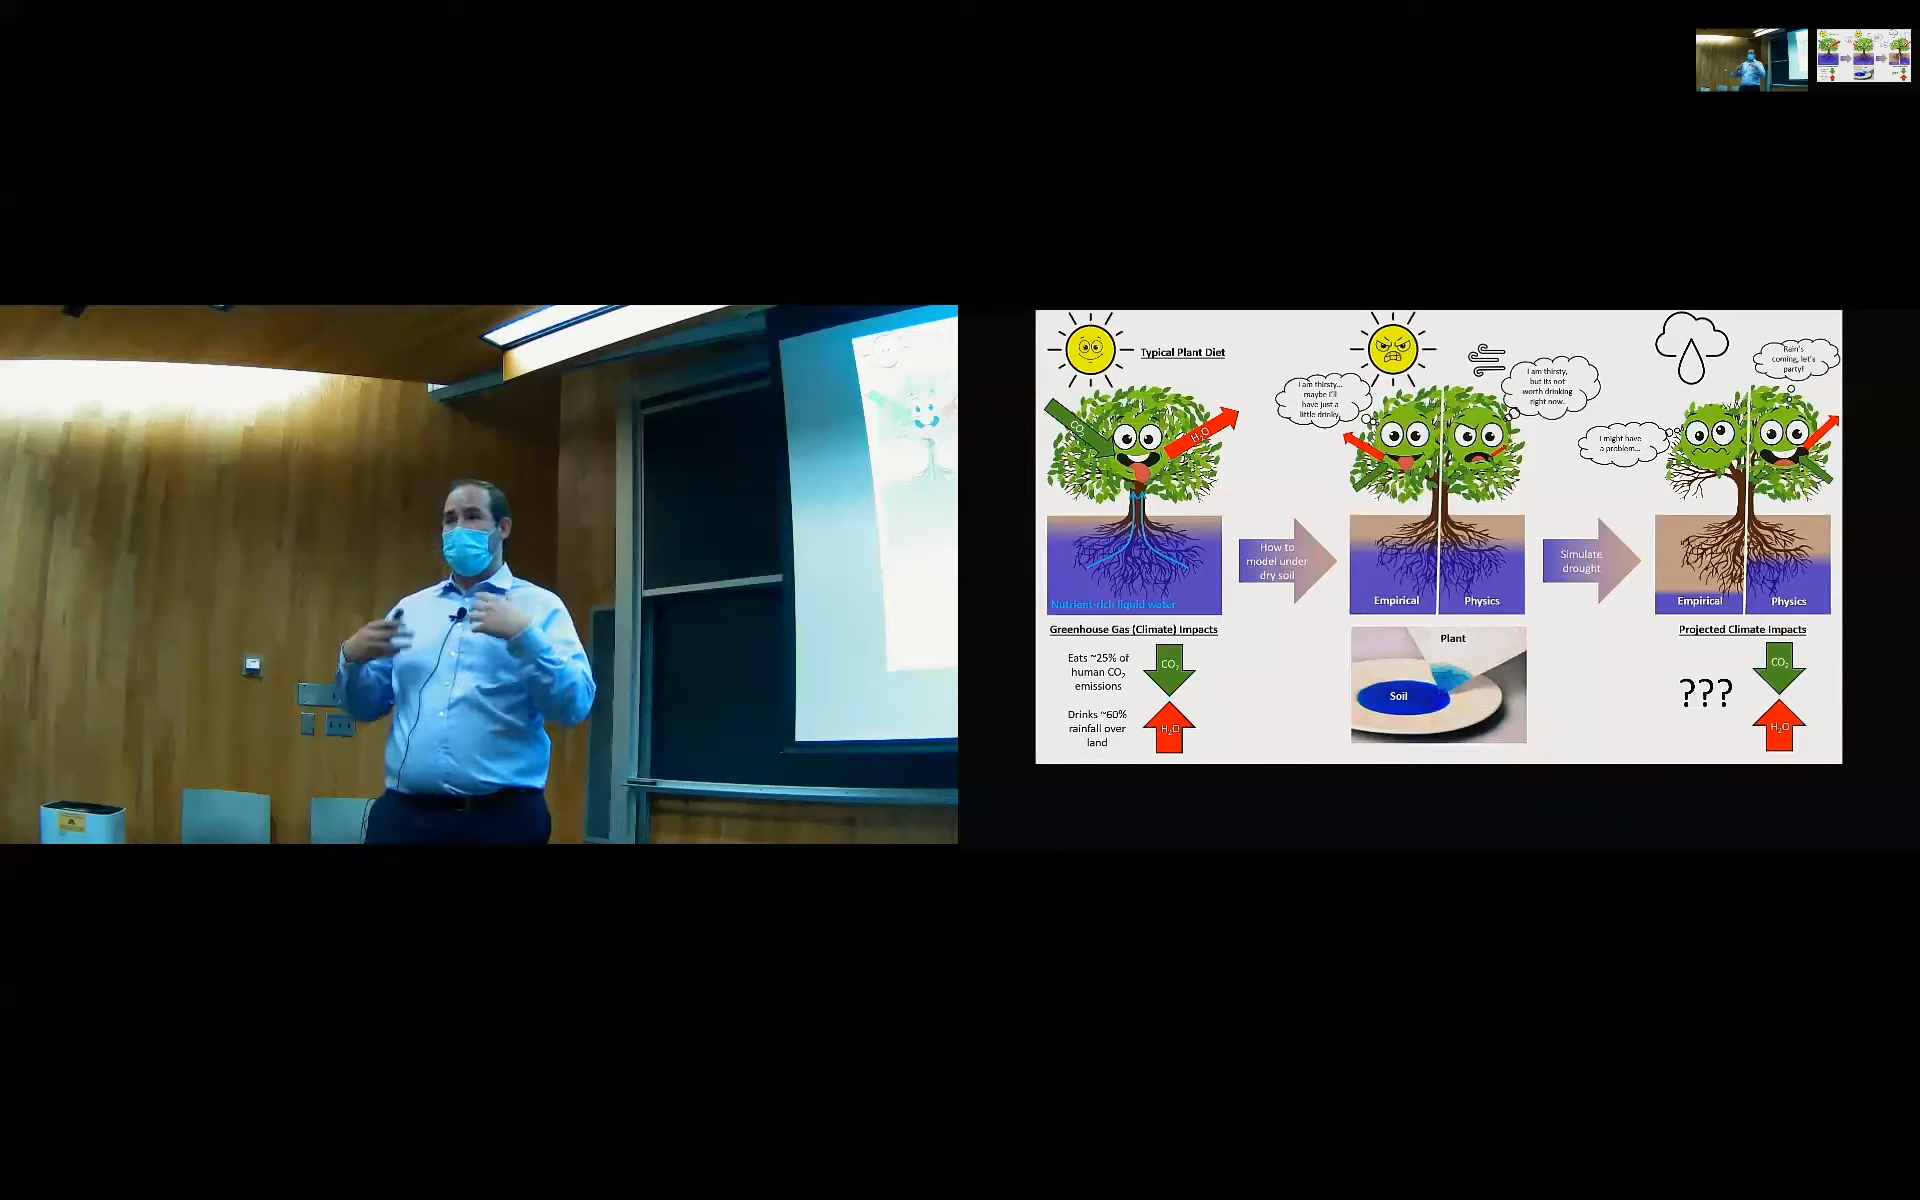 Typical Plant Diet
CO₂
H₂O
Nutrient-rich liquid water
Greenhouse Gas (Climate) Impacts
Eats ~25% of
human CO₂
emissions
CO₂
Drinks ~60%
rainfall over
land
H₂O
How to
model under
dry soil
I am thirsty...
maybe I'll
have just a
little drinky
I am thirsty,
but its not
worth drinking
right now.
Empirical
Physics
Plant
Soil
Simulate
drought
I might have
a problem...
Rain's
coming, let's
party!
Empirical
Physics
Projected Climate Impacts
???
CO₂
H₂O